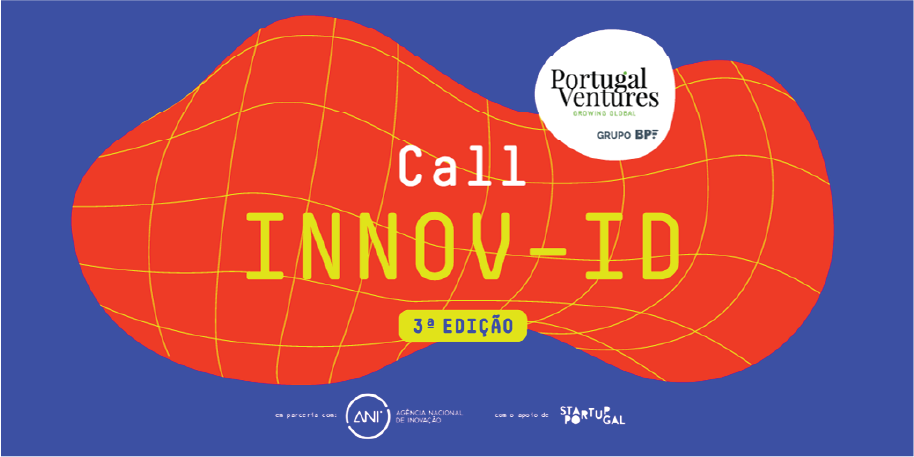 Portugal
Ventures
GROWING GLOBAL
GRUPO BPF
Call
INNOV-ID
3ª EDIÇÃO
em parceria com:
ANI
AGÊNCIA NACIONAL
DE INOVAÇÃO
com o apoio de
STARTUP
PORTUGAL